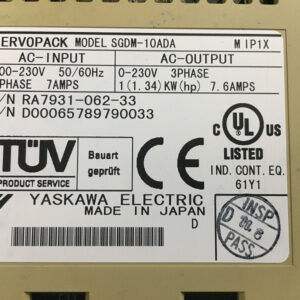 ERVOPACK MODEL SGDM-10ADA M IP1X
AC-INPUT AC-OUTPUT
00-230V 50/60Hz 0-230V 3PHASE
PHASE 7AMPS 1(1.34) KW(hp) 7.6AMPS
/N RA7931-062-33
/N D00065789790033
TÜV
PRODUCT SERVICE
Bauart
geprüft
CE
C UL US
LISTED
IND. CONT. EQ.
61Y1
YASKAWA ELECTRIC
MADE IN JAPAN
D
INSP
D
PASS.